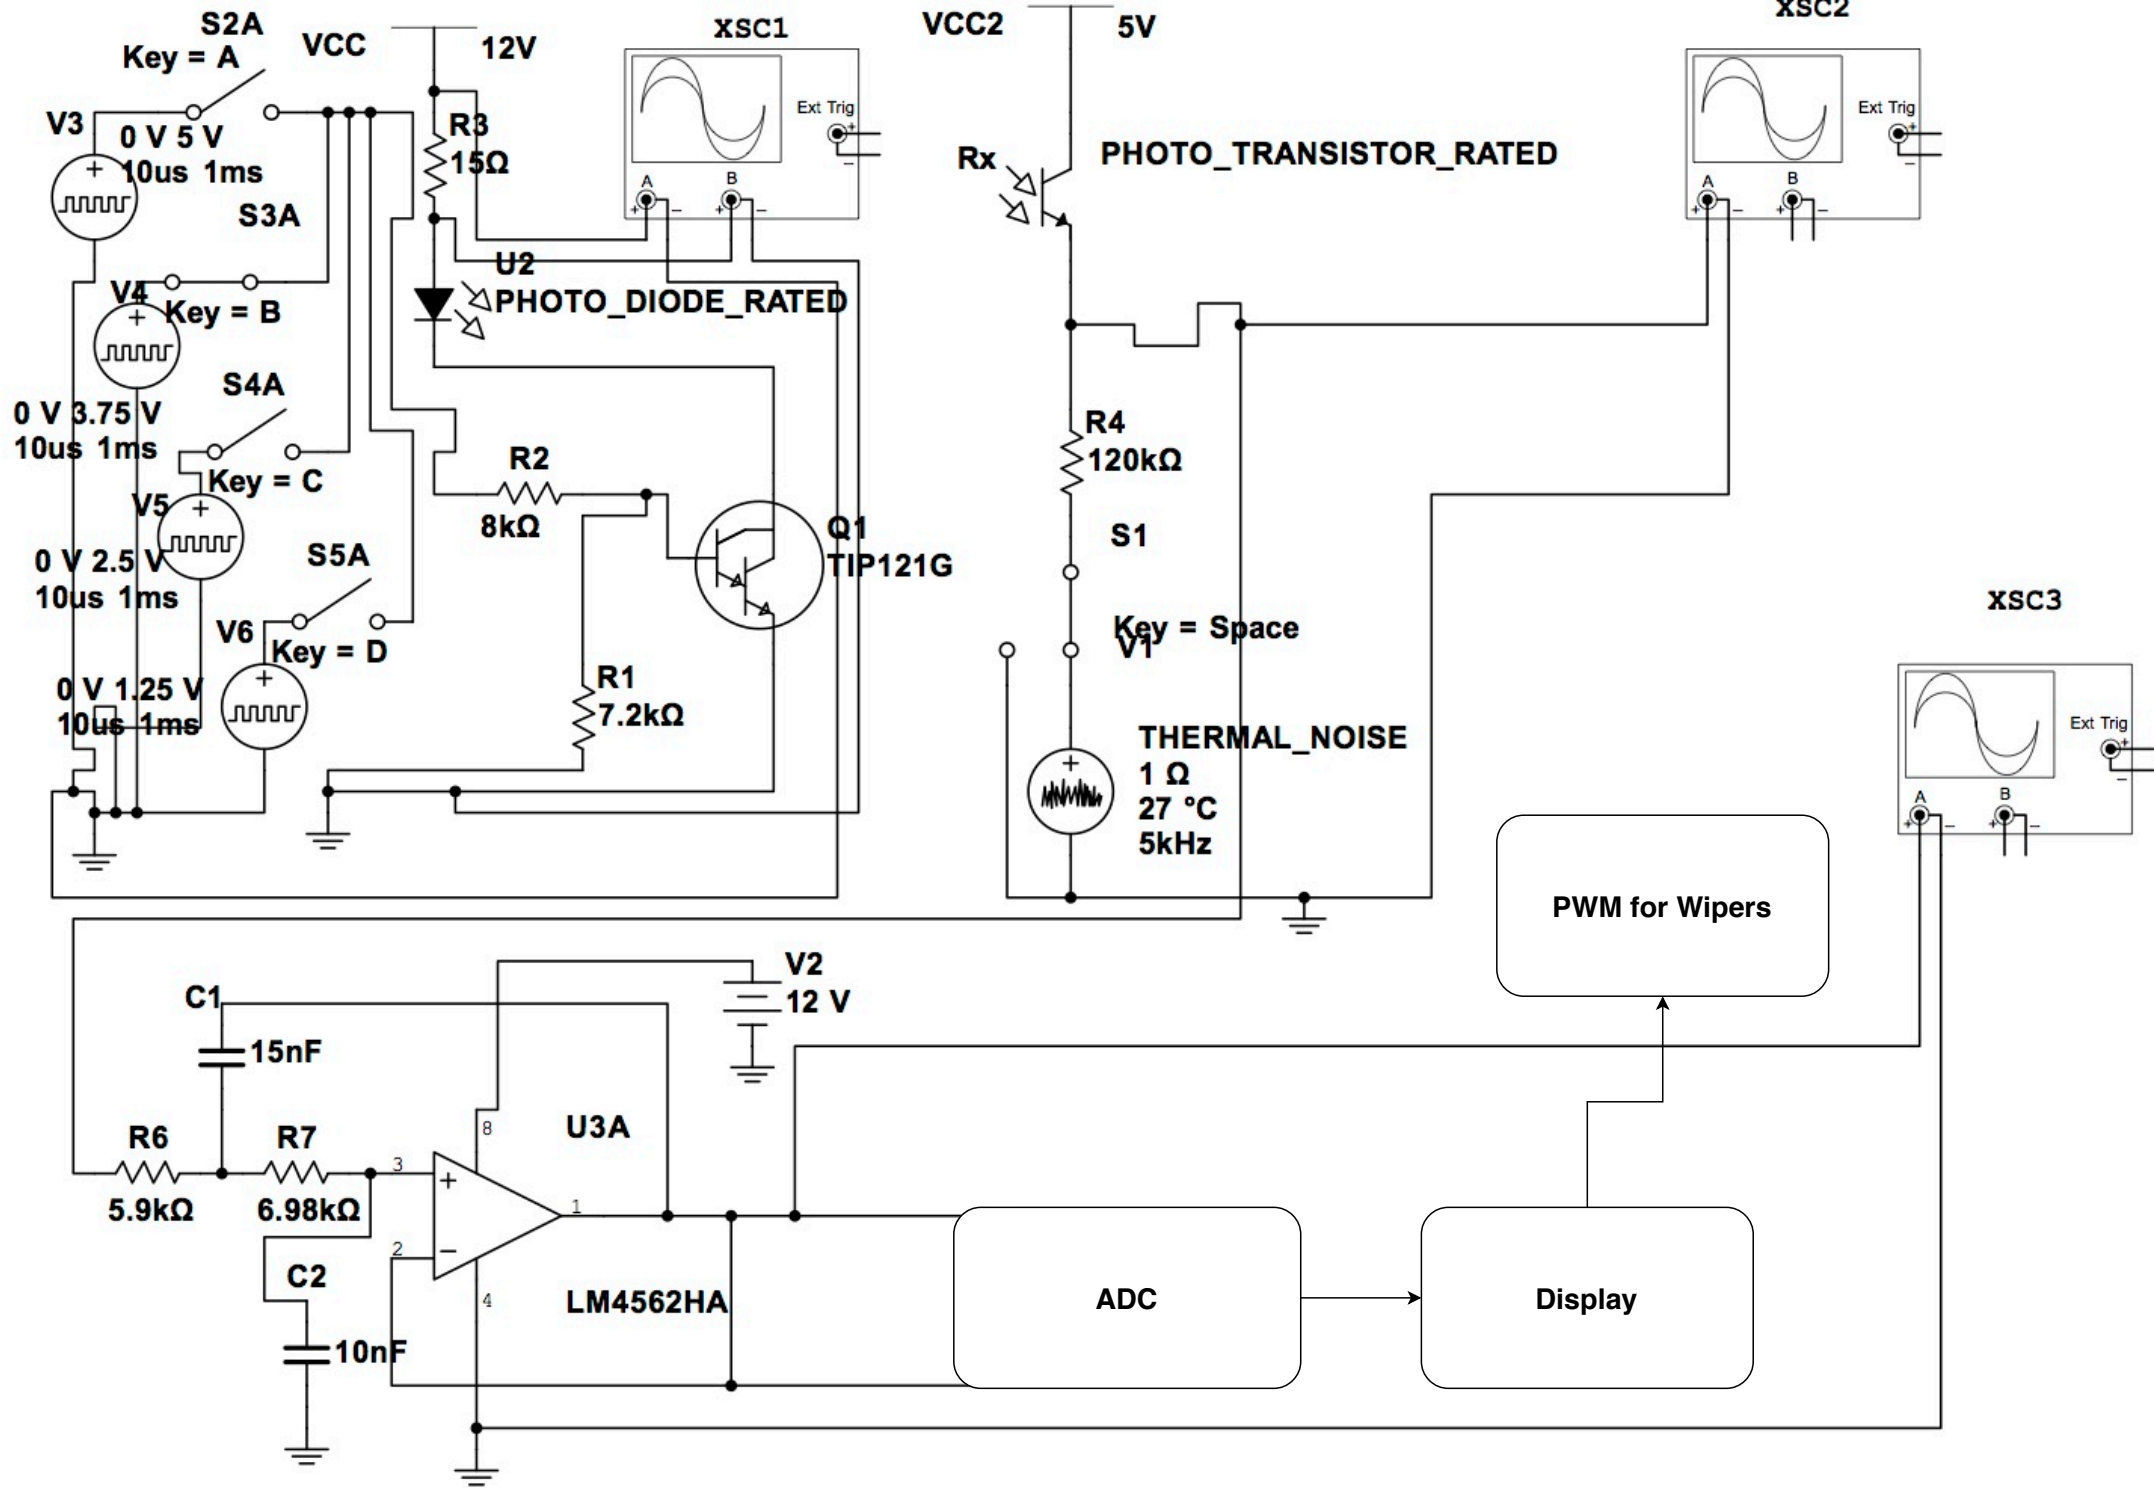 S2A
Key = A
VCC
12V
XSC1
VCC2
5V
XSC2
V3
0 V 5 V
10us 1ms
R3
15Ω
Ext Trig
+
−
A
B
+
−
+
−
Rx
PHOTO_TRANSISTOR_RATED
Ext Trig
+
−
A
B
+
−
+
−
S3A
V4
Key = B
U2
PHOTO_DIODE_RATED
S4A
0 V 3.75 V
10us 1ms
Key = C
R2
8kΩ
R4
120kΩ
V5
0 V 2.5 V
10us 1ms
S5A
Q1
TIP121G
S1
Key = Space
V1
V6
Key = D
0 V 1.25 V
10us 1ms
R1
7.2kΩ
THERMAL_NOISE
1 Ω
27 °C
5kHz
XSC3
Ext Trig
+
−
A
B
+
−
+
−
PWM for Wipers
V2
12 V
C1
15nF
U3A
8
R6
5.9kΩ
R7
6.98kΩ
3
1
2
4
C2
10nF
LM4562HA
ADC
Display